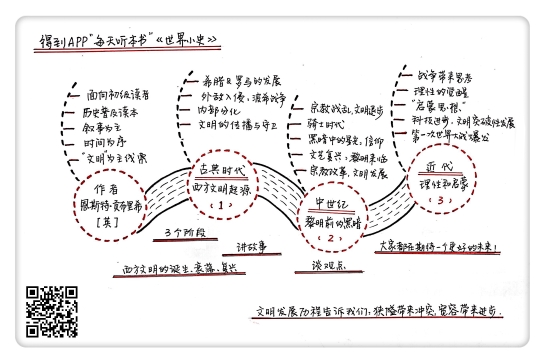 得到APP"每天听本书"《世界小史》
面向初级读者
历史普及读本
叙事为主
时间为序
"文明"为主线索
作者
恩斯特·贡布里希
[英]
希腊&罗马的发展
外敌入侵:波希战争
内部分化
文明的传播与守卫
古典时代
西方文明起源
(1)
宗教战乱,文明退步
骑士时代
黑暗中的星光,信仰
文艺复兴:黎明来临
宗教改革,文明发展
中世纪
黎明前的黑暗
(2)
战争带来思考
理性的觉醒
"启蒙思想"
科技进步:文明突破性发展
第一次世界大战爆发
近代
理性和启蒙
(3)
3个阶段
讲故事
谈观点
西方文明的诞生、衰落、复兴
大家都在期待一个更好的未来!
文明发展历程告诉我们:狭隘带来冲突,宽容带来进步.